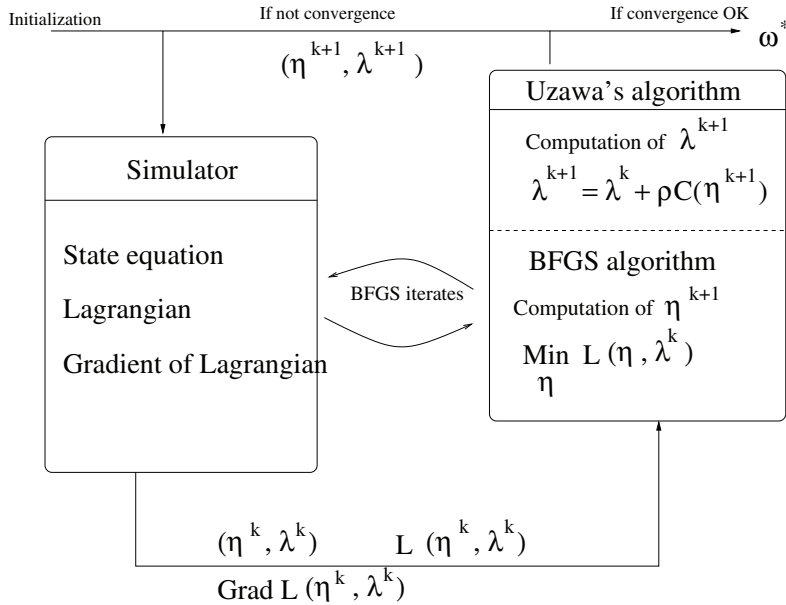 Initialization
If not convergence
If convergence OK
(η^{k+1}, λ^{k+1})
ω*
Simulator
State equation
Lagrangian
Gradient of Lagrangian
BFGS iterates
Uzawa's algorithm
Computation of λ^{k+1}
λ^{k+1} = λ^k + ρC(η^{k+1})
BFGS algorithm
Computation of η^{k+1}
Min L (η, λ^k)
η
(η^k, λ^k) L (η^k, λ^k)
Grad L (η^k, λ^k)